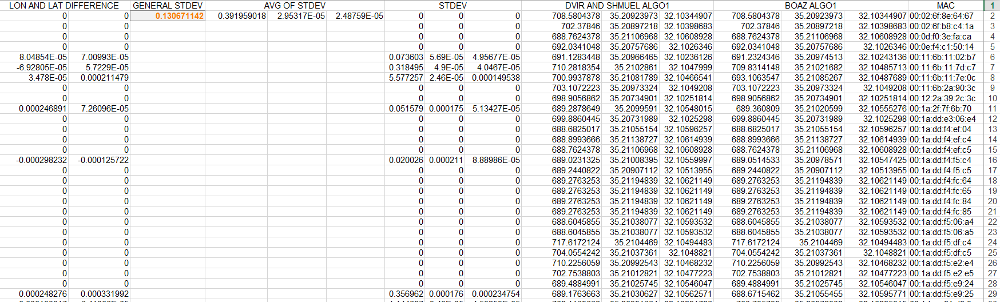 LON AND LAT DIFFERENCE GENERAL STDEV AVG OF STDEV STDEV DVIR AND SHMUEL ALGO1 BOAZ ALGO1 MAC 1
0 0 0.130671142 0.391959018 2.95317E-05 2.48759E-05 0 0 0 708.5804378 35.20923973 32.10344907 708.5804378 35.20923973 32.10344907 00:02:6f:8e:64:67 2
0 0 0 0 0 702.37846 35.20897218 32.10398683 702.37846 35.20897218 32.10398683 00:02:6f:b8:c4:1a 3
0 0 0 0 0 688.7624378 35.21106968 32.10608928 688.7624378 35.21106968 32.10608928 00:0d:f0:3e:fa:ca 4
0 0 0 0 0 692.0341048 35.20757686 32.1026346 692.0341048 35.20757686 32.1026346 00:0e:f4:c1:50:14 5
8.04854E-05 7.00993E-05 0.073603 5.69E-05 4.95677E-05 691.1283448 35.20966465 32.10236126 691.2324346 35.20974513 32.10243136 00:11:6b:11:02:b7 6
-6.92805E-05 5.7229E-05 0.318495 4.9E-05 4.0467E-05 710.2818354 35.2102861 32.1047999 709.8314148 35.21021682 32.10485713 00:11:6b:11:7d:c7 7
3.478E-05 0.000211479 5.577257 2.46E-05 0.000149538 700.9937878 35.21081789 32.10466541 693.1063547 35.21085267 32.10487689 00:11:6b:11:7e:0c 8
0 0 0 0 0 703.1072223 35.20973324 32.1049208 703.1072223 35.20973324 32.1049208 00:11:6b:2a:90:3c 9
0 0 0 0 0 698.9056862 35.20734901 32.10251814 698.9056862 35.20734901 32.10251814 00:12:2a:39:2c:3c 10
0.000246891 7.26096E-05 0.051579 0.000175 5.13427E-05 689.2878649 35.2099591 32.10548015 689.360809 35.21020599 32.10555276 00:1a:2f:7f:6b:70 11
0 0 0 0 0 699.8860445 35.20731989 32.1025298 699.8860445 35.20731989 32.1025298 00:1a:dd:e3:06:e4 12
0 0 0 0 0 688.6825017 35.21055154 32.10596257 688.6825017 35.21055154 32.10596257 00:1a:dd:f4:ef:04 13
0 0 0 0 0 688.8993666 35.21138727 32.10614939 688.8993666 35.21138727 32.10614939 00:1a:dd:f4:ef:c4 14
0 0 0 0 0 688.7624378 35.21106968 32.10608928 688.7624378 35.21106968 32.10608928 00:1a:dd:f4:ef:c5 15
-0.000298232 -0.000125722 0.020026 0.000211 8.88986E-05 689.0231325 35.21008395 32.10559997 689.0514533 35.20978571 32.10547425 00:1a:dd:f4:f5:c4 16
0 0 0 0 0 689.2440822 35.20907112 32.10513955 689.2440822 35.20907112 32.10513955 00:1a:dd:f4:f5:c5 17
0 0 0 0 0 689.2763253 35.21194839 32.10621149 689.2763253 35.21194839 32.10621149 00:1a:dd:f4:fc:64 18
0 0 0 0 0 689.2763253 35.21194839 32.10621149 689.2763253 35.21194839 32.10621149 00:1a:dd:f4:fc:65 19
0 0 0 0 0 689.2763253 35.21194839 32.10621149 689.2763253 35.21194839 32.10621149 00:1a:dd:f4:fc:84 20
0 0 0 0 0 689.2763253 35.21194839 32.10621149 689.2763253 35.21194839 32.10621149 00:1a:dd:f4:fc:85 21
0 0 0 0 0 688.6045855 35.21038077 32.10593532 688.6045855 35.21038077 32.10593532 00:1a:dd:f5:06:a4 22
0 0 0 0 0 688.6045855 35.21038077 32.10593532 688.6045855 35.21038077 32.10593532 00:1a:dd:f5:06:a5 23
0 0 0 0 0 717.6172124 35.2104469 32.10494483 717.6172124 35.2104469 32.10494483 00:1a:dd:f5:df:c4 24
0 0 0 0 0 704.0554242 35.21037361 32.1048821 704.0554242 35.21037361 32.1048821 00:1a:dd:f5:df:c5 25
0 0 0 0 0 710.2256059 35.20992543 32.10468232 710.2256059 35.20992543 32.10468232 00:1a:dd:f5:e2:e4 26
0 0 0 0 0 702.7538803 35.21012821 32.10477223 702.7538803 35.21012821 32.10477223 00:1a:dd:f5:e2:e5 27
0 0 0 0 0 689.4884991 35.21025745 32.10546047 689.4884991 35.21025745 32.10546047 00:1a:dd:f5:e9:24 28
0.000248276 0.000331992 0.356962 0.000176 0.000234754 689.1763663 35.21030627 32.10562571 688.6715462 35.21055455 32.10595771 00:1a:dd:f5:e9:25 29